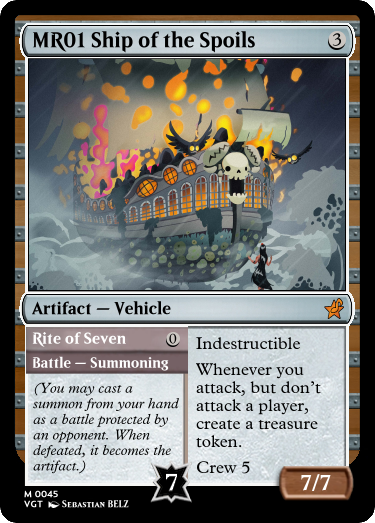 MR01 Ship of the Spoils
3
Artifact — Vehicle
Rite of Seven
0
Battle — Summoning
(You may cast a
summon from your hand
as a battle protected by
an opponent. When
defeated, it becomes the
artifact.)
7
Indestructible
Whenever you
attack, but don't
attack a player,
create a treasure
token.
Crew 5
7/7
M 0045
VGT Sebastian BELZ